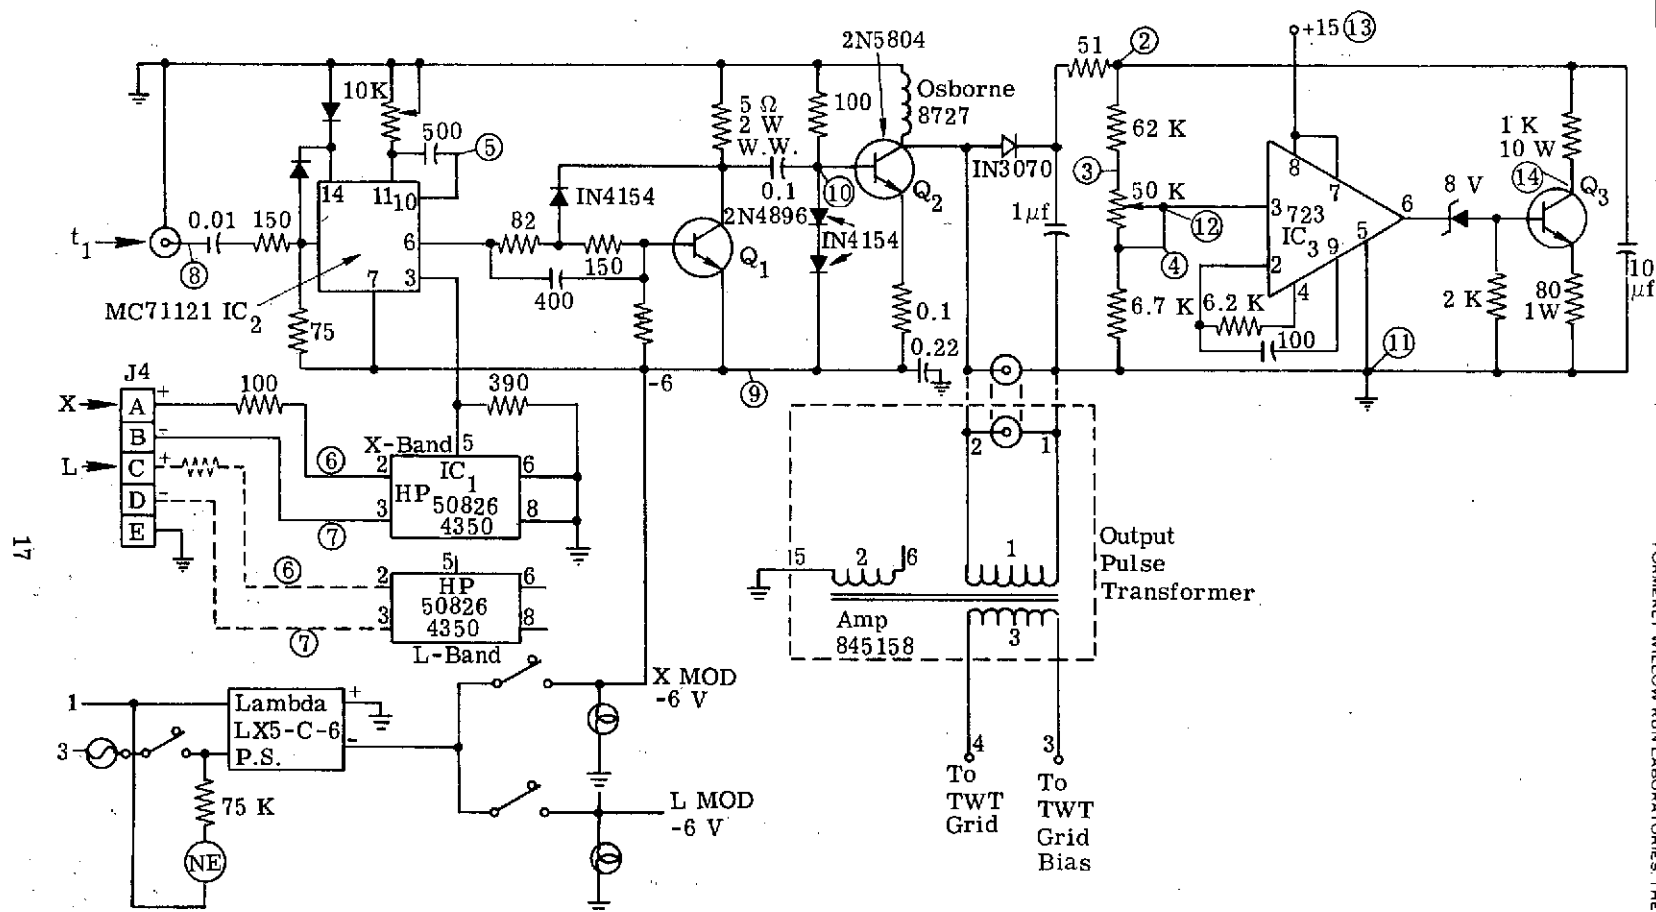 2N5804
+15 13
51
2
10K
500
5
5 Ω
2 W
W.W.
100
Osborne
8727
62 K
1 K
10 W
3
IN3070
14
11
10
0.01
150
t1
8
6
7
3
MC71121 IC2
75
82
150
400
IN4154
0.1
2N4896
10
IN4154
Q1
Q2
1μf
50 K
12
4
3
723
IC3
8
7
6
5
2
9
4
8 V
14
Q3
6.7 K
6.2 K
100
2 K
80
1W
10
μf
0.1
0.22
11
-6
9
J4
X
A
+
100
B
-
L
C
+
D
-
E
390
X-Band
5
6
2
IC1
6
HP
50826
4350
3
8
7
6
5
2
HP
6
50826
3
4350
8
7
L-Band
2
1
5
2
6
1
3
Amp
845158
Output
Pulse
Transformer
1
Lambda
+
LX5-C-6
-
P.S.
3
75 K
NE
X MOD
-6 V
L MOD
-6 V
4
To
TWT
Grid
3
To
TWT
Grid
Bias
17